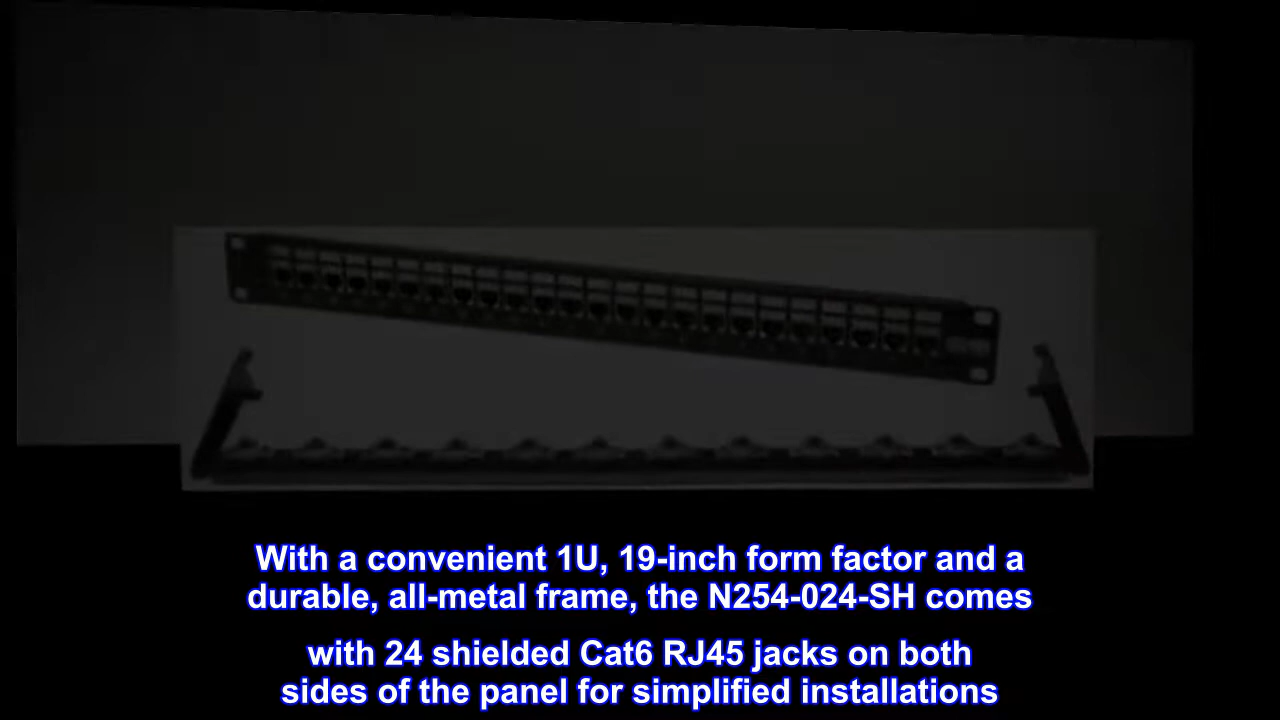 With a convenient 1U, 19-inch form factor and a
durable, all-metal frame, the N254-024-SH comes
with 24 shielded Cat6 RJ45 jacks on both
sides of the panel for simplified installations